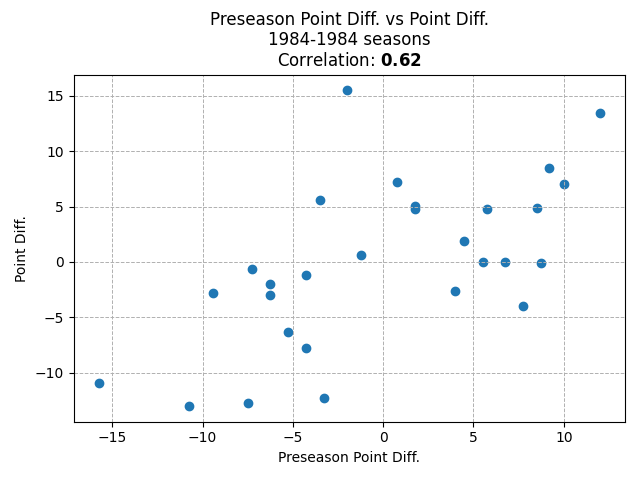 Preseason Point Diff. vs Point Diff.
1984-1984 seasons
Correlation: 0.62
15
10
5
0
−5
−10
Point Diff.
−15 −10 −5 0 5 10
Preseason Point Diff.